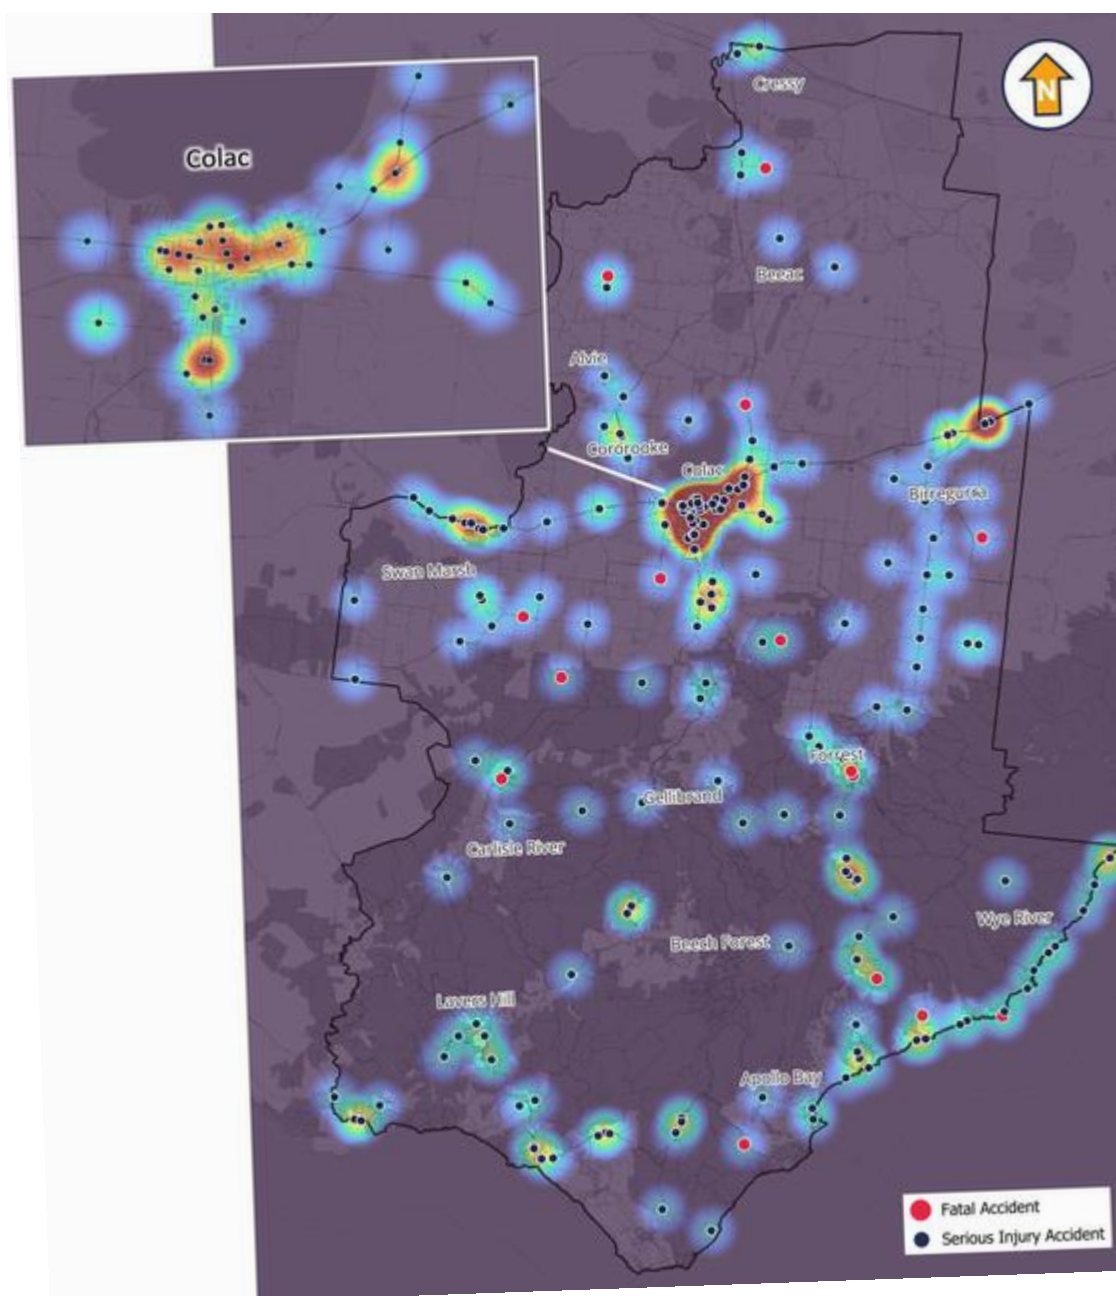 Cressy
N
Colac
Beeac
Alvie
Cororooke
Colac
Birregurra
Swan Marsh
Forrest
Gellibrand
Carlisle River
Wye River
Beech Forest
Lavers Hill
Apollo Bay
Fatal Accident
Serious Injury Accident